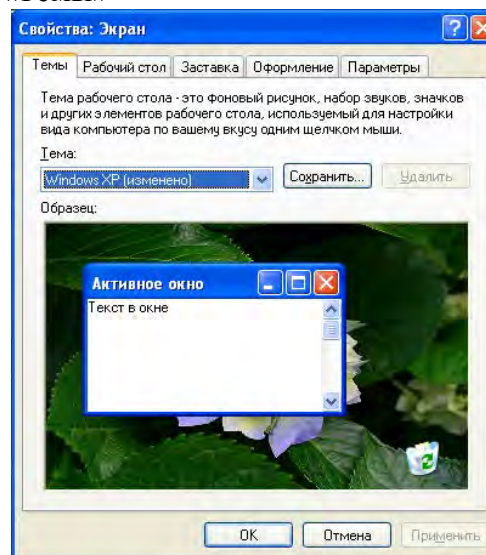 Свойства: Экран
Темы Рабочий стол Заставка Оформление Параметры
Тема рабочего стола - это фоновый рисунок, набор звуков, значков
и других элементов рабочего стола, используемый для настройки
вида компьютера по вашему вкусу одним щелчком мыши.
Тема:
Windows XP (изменено) Сохранить... Удалить
Образец:
Активное окно
Текст в окне
OK Отмена Применить